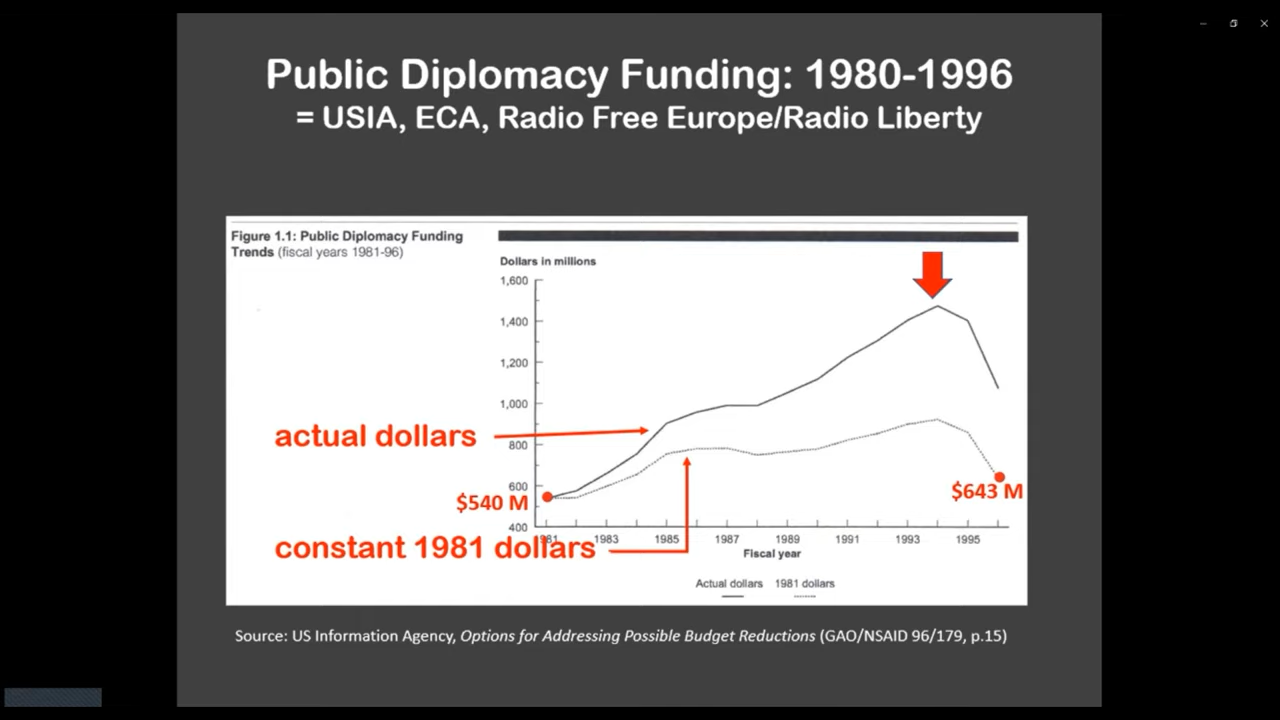 Public Diplomacy Funding: 1980-1996
= USIA, ECA, Radio Free Europe/Radio Liberty
Figure 1.1: Public Diplomacy Funding
Trends (fiscal years 1981-96)
Dollars in millions
1,600
1,400
1,200
1,000
800
600
400
actual dollars
$540 M
$643 M
constant 1981 dollars
1981 1983 1985 1987 1989 1991 1993 1995
Fiscal year
Actual dollars 1981 dollars
Source: US Information Agency, Options for Addressing Possible Budget Reductions (GAO/NSAID 96/179, p.15)